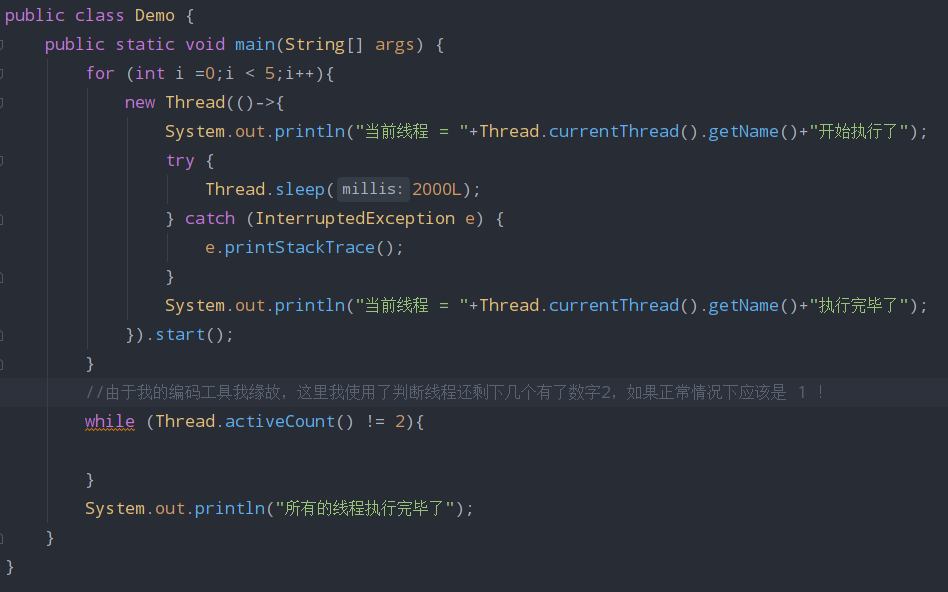 public class Demo {
public static void main(String[] args) {
for (int i =0;i < 5;i++){
new Thread(()->{
System.out.println("当前线程 = "+Thread.currentThread().getName()+"开始执行了");
try {
Thread.sleep( millis: 2000L);
} catch (InterruptedException e) {
e.printStackTrace();
}
System.out.println("当前线程 = "+Thread.currentThread().getName()+"执行完毕了");
}).start();
}
//由于我的编码工具我缘故，这里我使用了判断线程还剩下几个有了数字2，如果正常情况下应该是 1 ！
while (Thread.activeCount() != 2){
}
System.out.println("所有的线程执行完毕了");
}
}